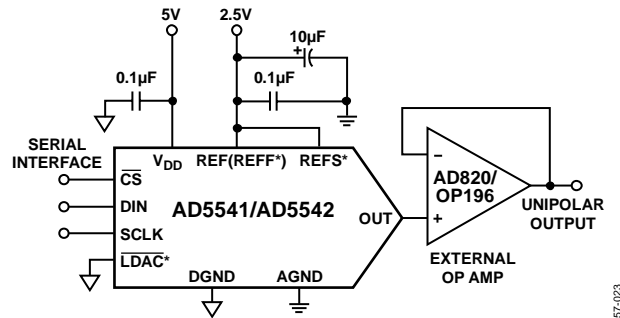 5V
2.5V
10µF
+
0.1µF
0.1µF
SERIAL
INTERFACE
VDD
REF(REFF*)
REFS*
CS
DIN
SCLK
LDAC*
AD5541/AD5542
OUT
DGND
AGND
−
+
AD820/
OP196
UNIPOLAR
OUTPUT
EXTERNAL
OP AMP
57-023